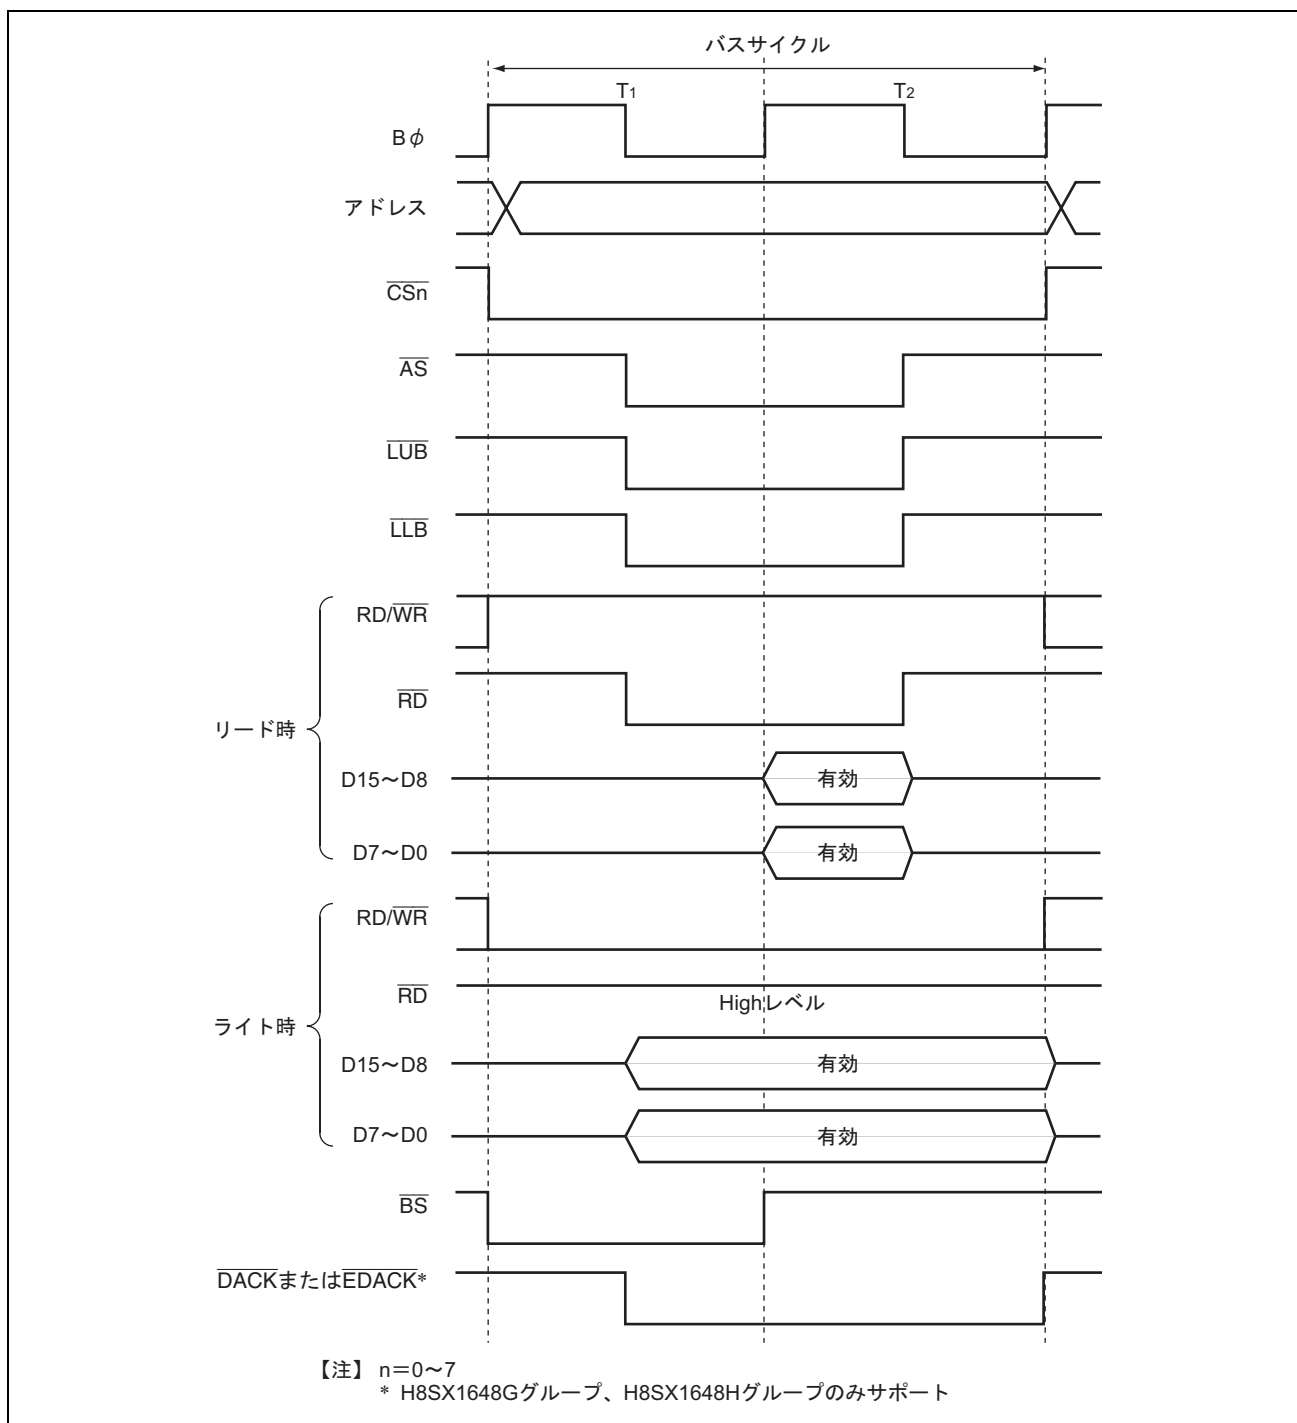 バスサイクル
T1 T2
Bφ
アドレス
CSn
AS
LUB
LLB
RD/WR
RD
リード時
D15～D8 有効
D7～D0 有効
RD/WR
RD Highレベル
ライト時
D15～D8 有効
D7～D0 有効
BS
DACKまたはEDACK*
【注】 n＝0～7
* H8SX1648Gグループ、H8SX1648Hグループのみサポート